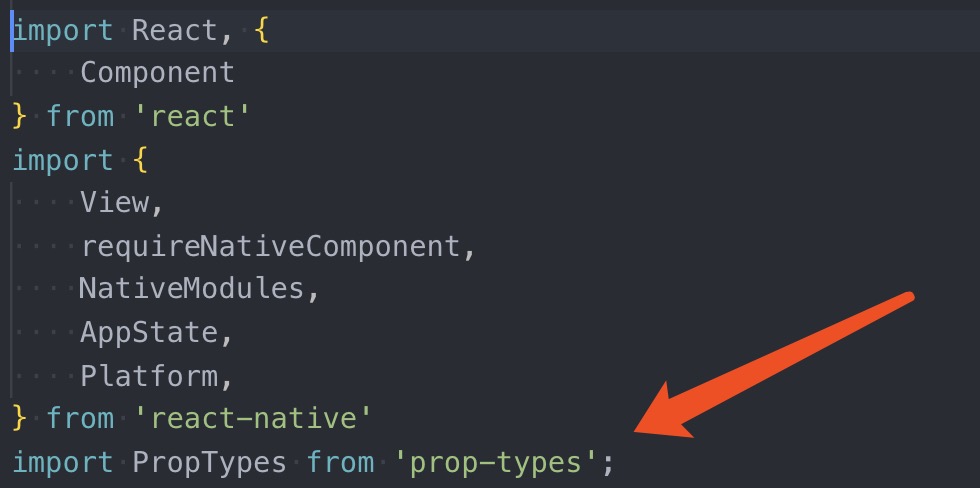 import React, {
    Component
} from 'react'
import {
    View,
    requireNativeComponent,
    NativeModules,
    AppState,
    Platform,
} from 'react-native'
import PropTypes from 'prop-types';